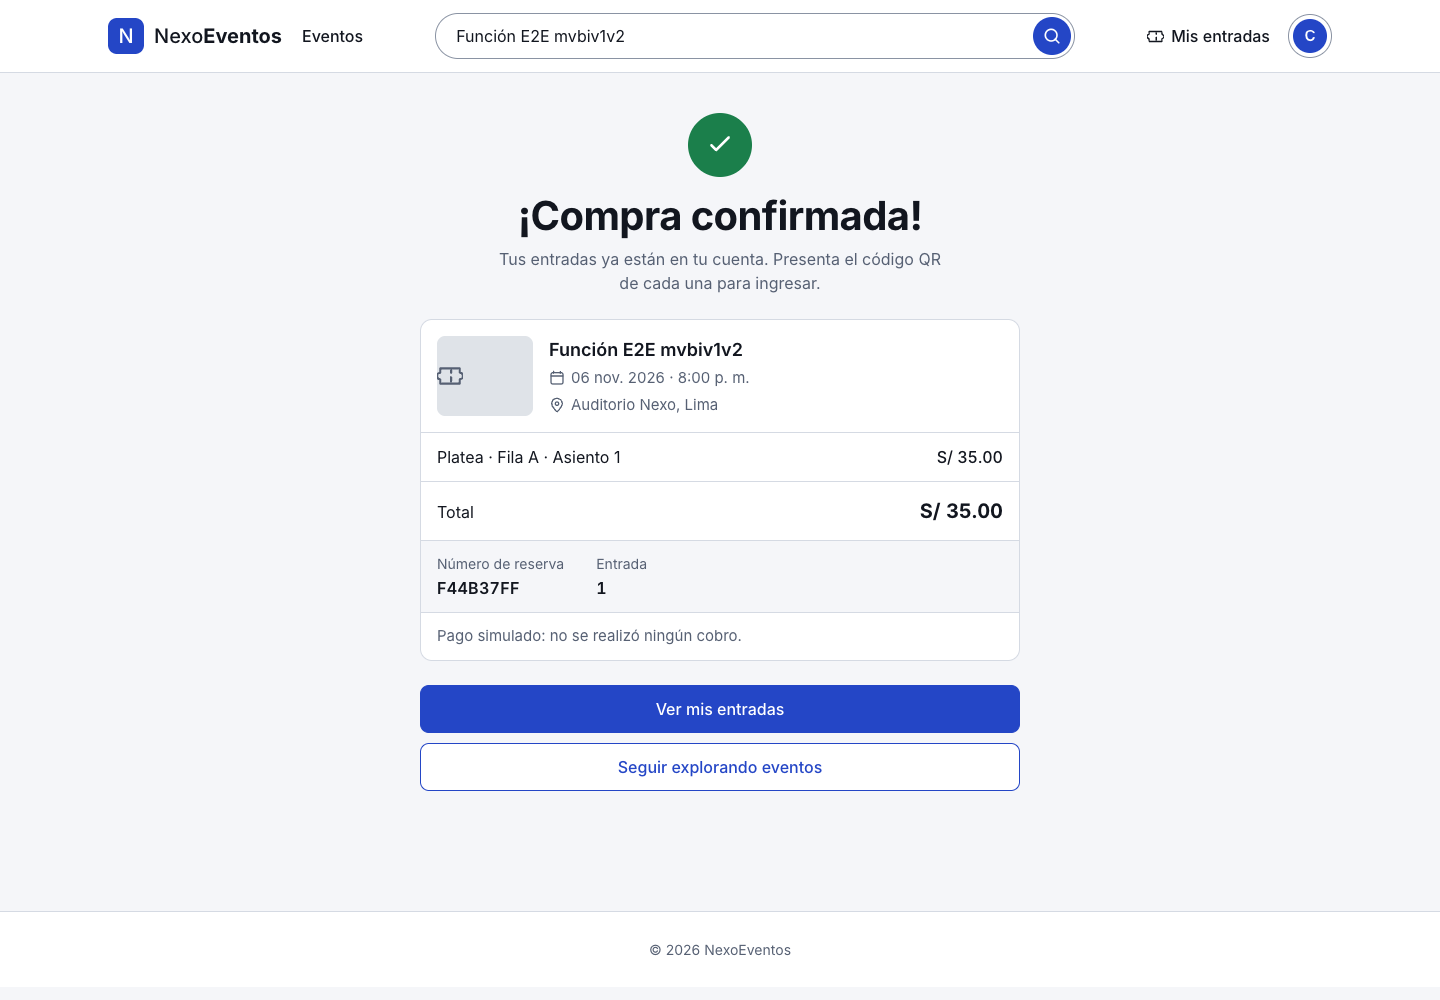 N NexoEventos Eventos Función E2E mvbiv1v2 Mis entradas C
¡Compra confirmada!
Tus entradas ya están en tu cuenta. Presenta el código QR
de cada una para ingresar.
Función E2E mvbiv1v2
06 nov. 2026 · 8:00 p. m.
Auditorio Nexo, Lima
Platea · Fila A · Asiento 1 S/ 35.00
Total S/ 35.00
Número de reserva Entrada
F44B37FF 1
Pago simulado: no se realizó ningún cobro.
Ver mis entradas
Seguir explorando eventos
© 2026 NexoEventos